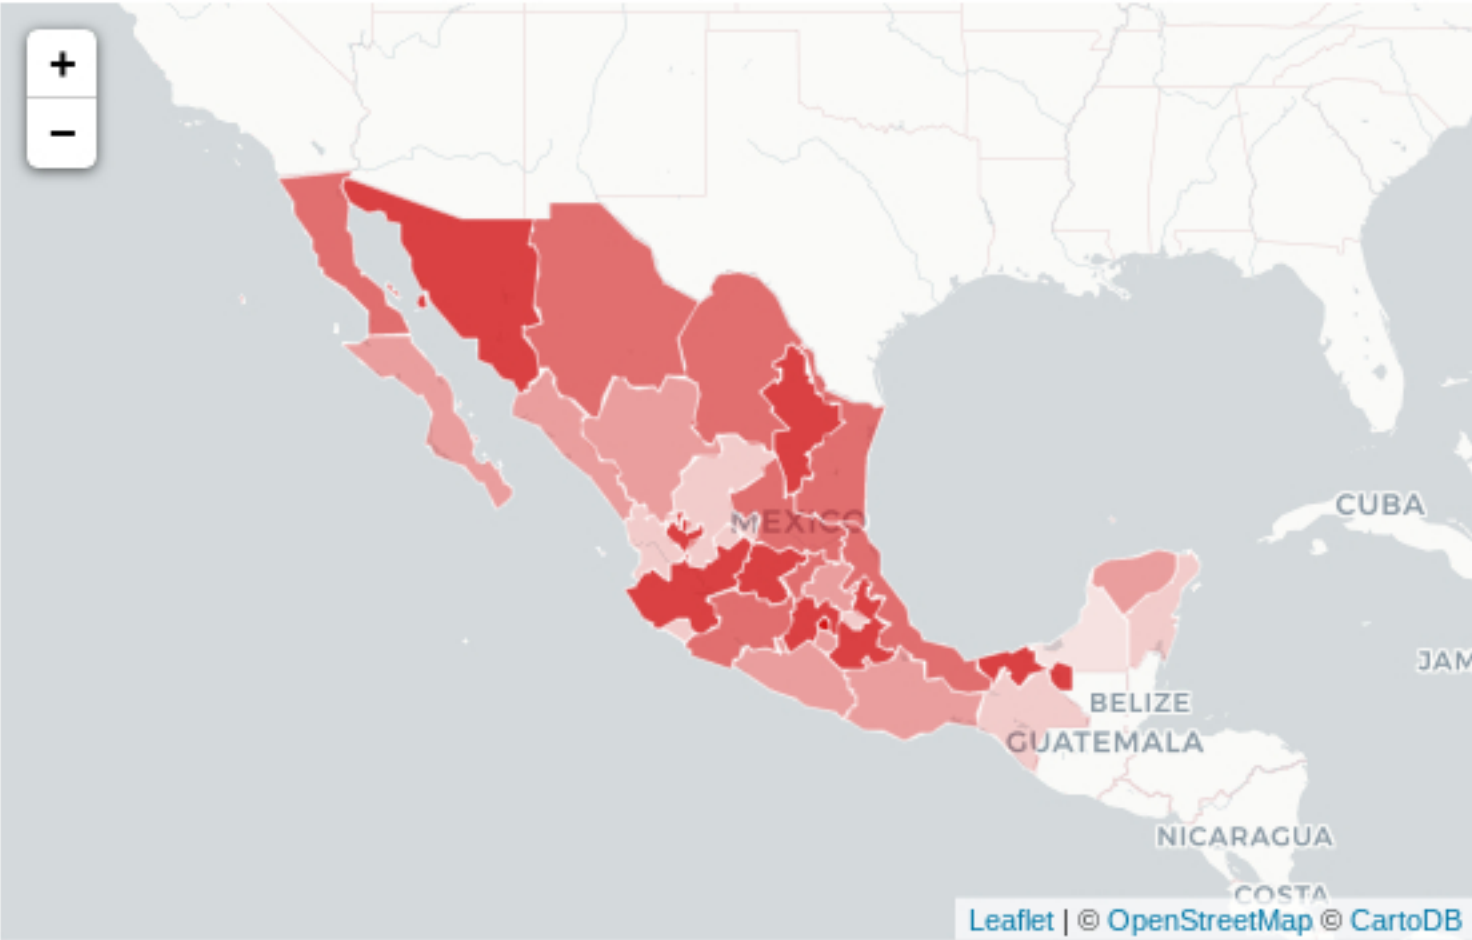 +
−
MEXICO
CUBA
JAM
BELIZE
GUATEMALA
NICARAGUA
COSTA
Leaflet | © OpenStreetMap © CartoDB